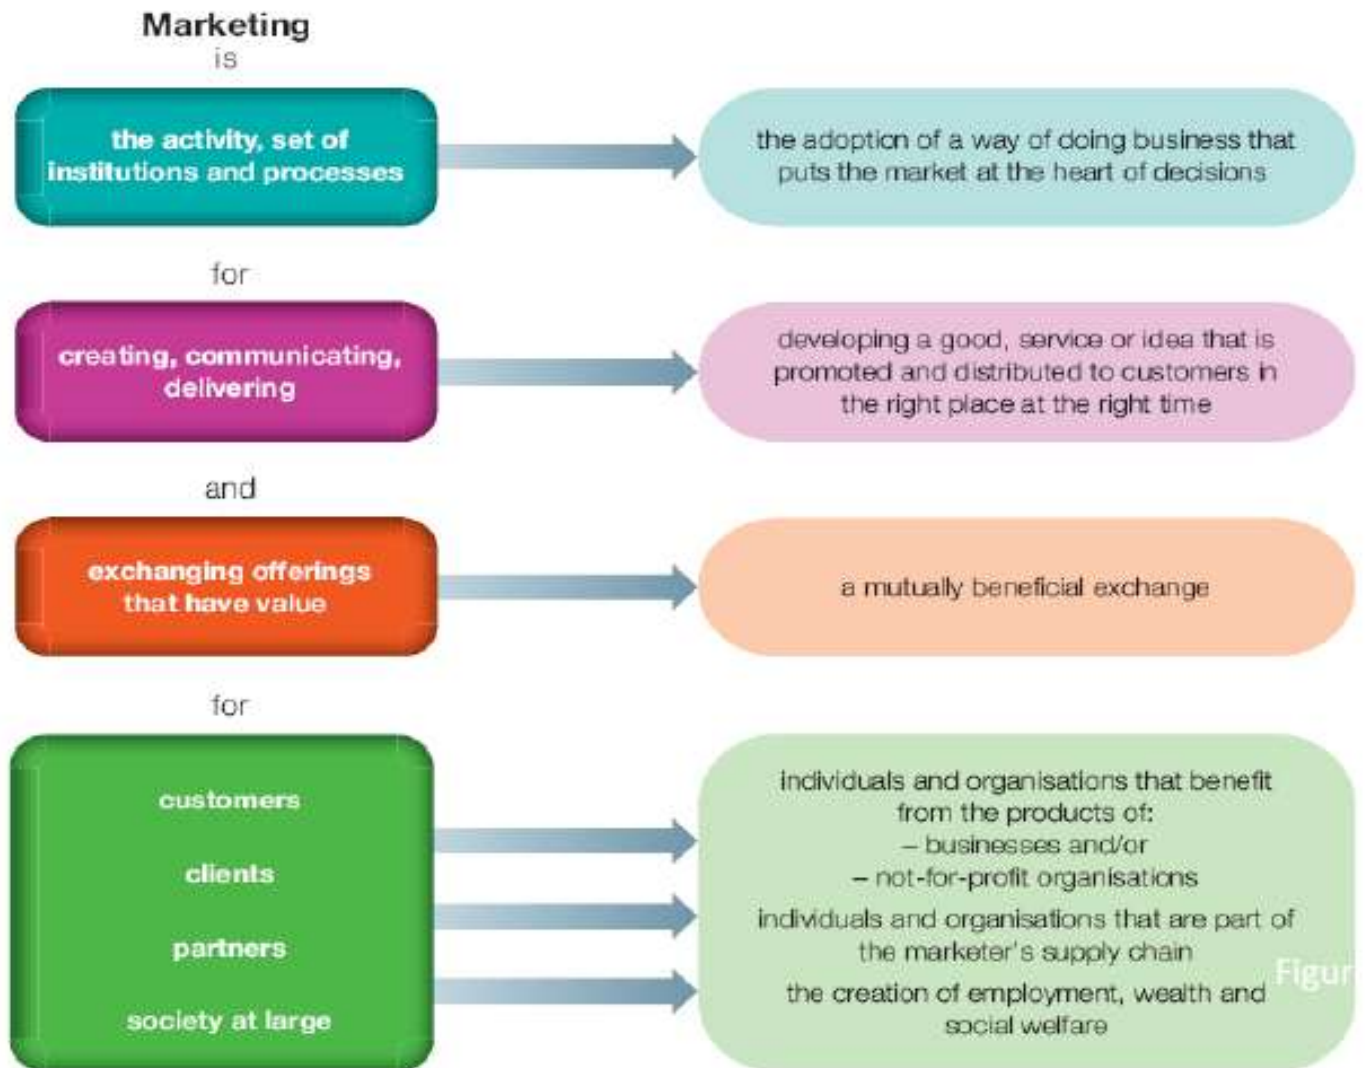 Marketing
is
the activity, set of
institutions and processes
the adoption of a way of doing business that
puts the market at the heart of decisions
for
creating, communicating,
delivering
developing a good, service or idea that is
promoted and distributed to customers in
the right place at the right time
and
exchanging offerings
that have value
a mutually beneficial exchange
for
customers
clients
partners
society at large
individuals and organisations that benefit
from the products of:
– businesses and/or
– not-for-profit organisations
individuals and organisations that are part of
the marketer's supply chain
the creation of employment, wealth and
social welfare
Figur